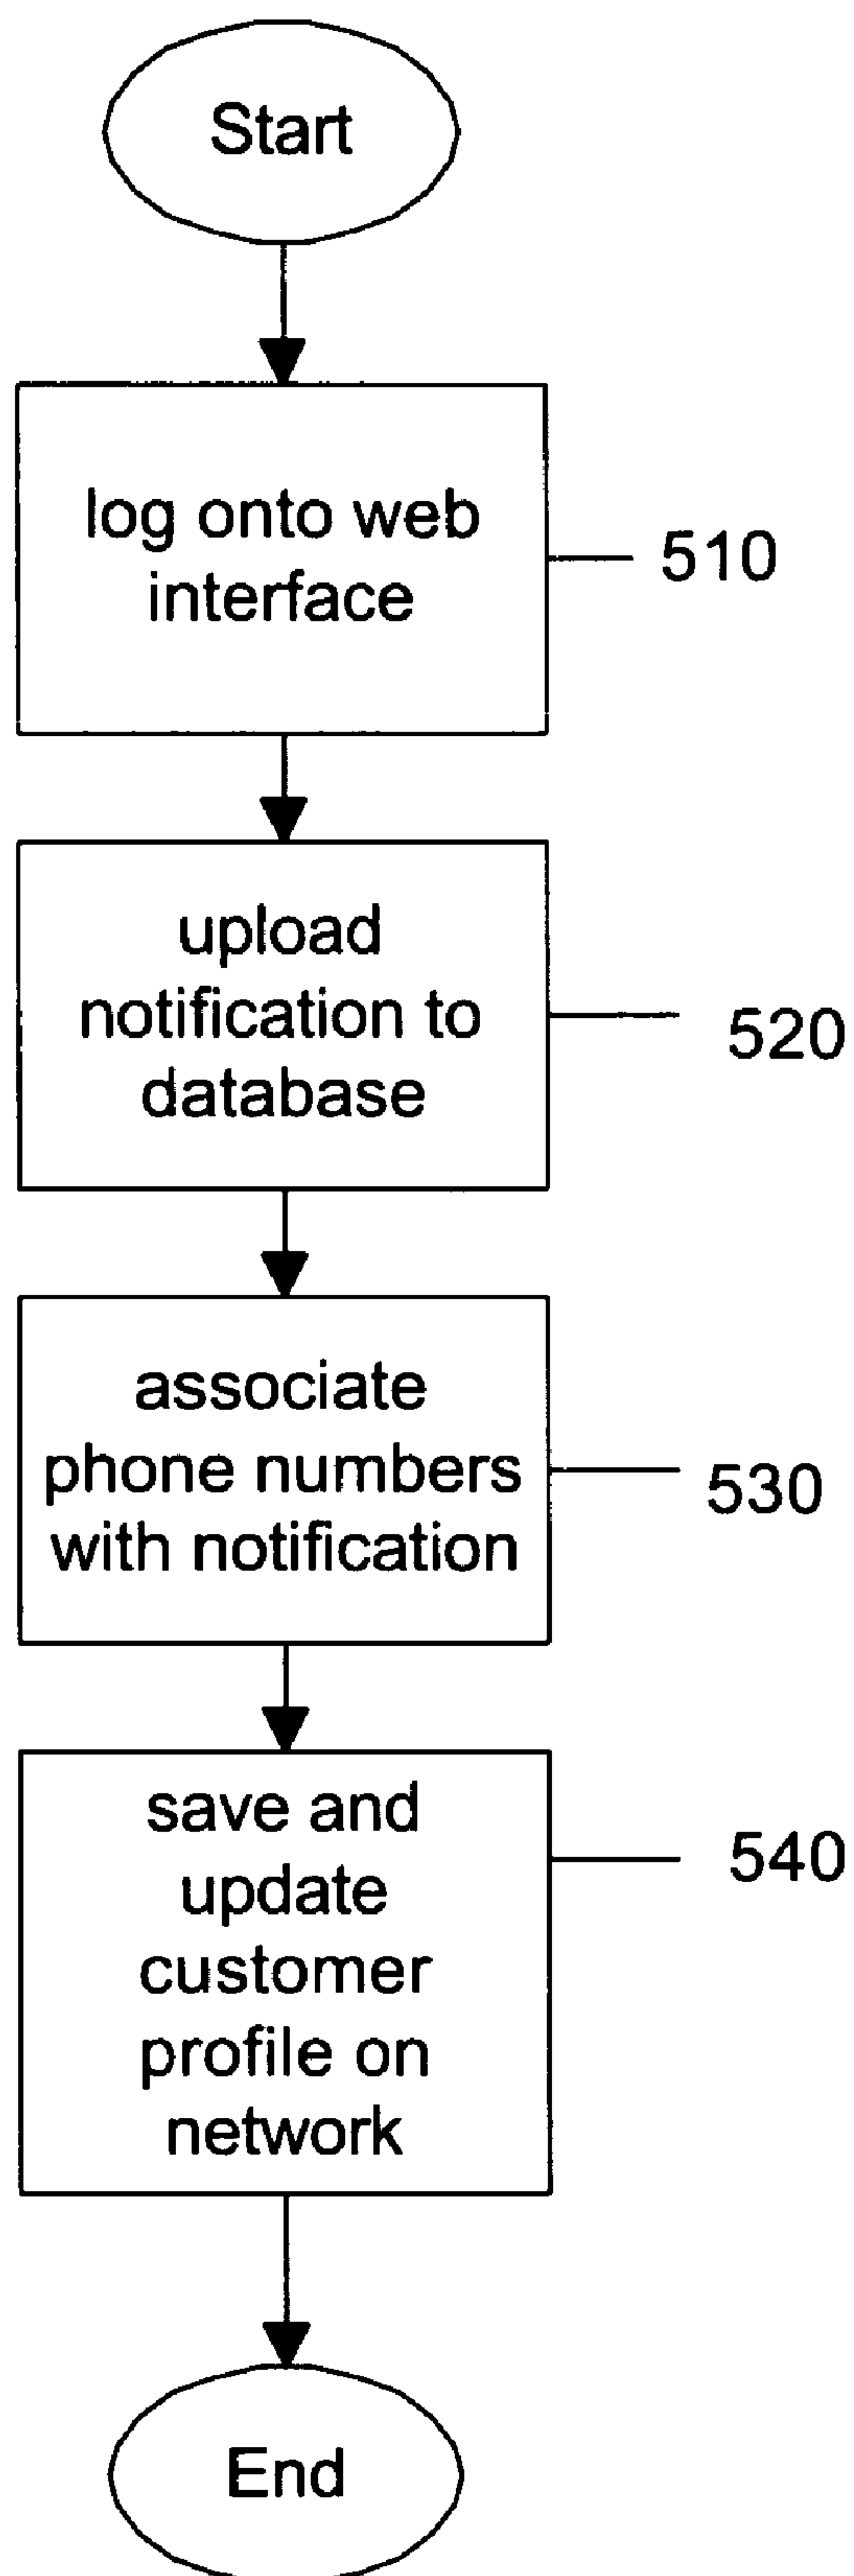 Start
log onto web
interface
510
upload
notification to
database
520
associate
phone numbers
with notification
530
save and
update
customer
profile on
network
540
End